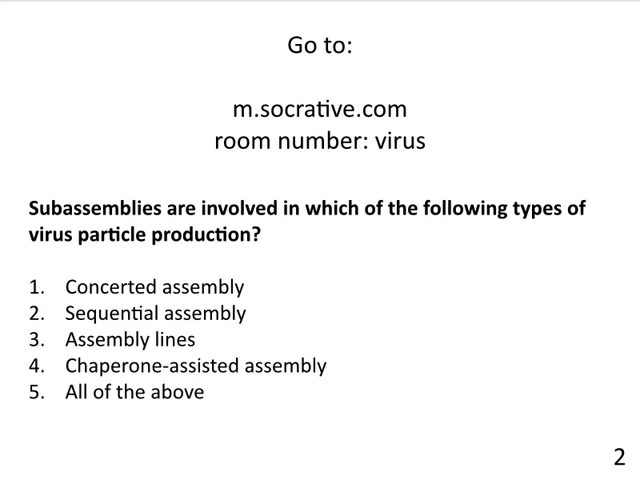 Go to:
m.socrative.com
room number: virus
Subassemblies are involved in which of the following types of
virus particle production?
1. Concerted assembly
2. Sequential assembly
3. Assembly lines
4. Chaperone-assisted assembly
5. All of the above
2